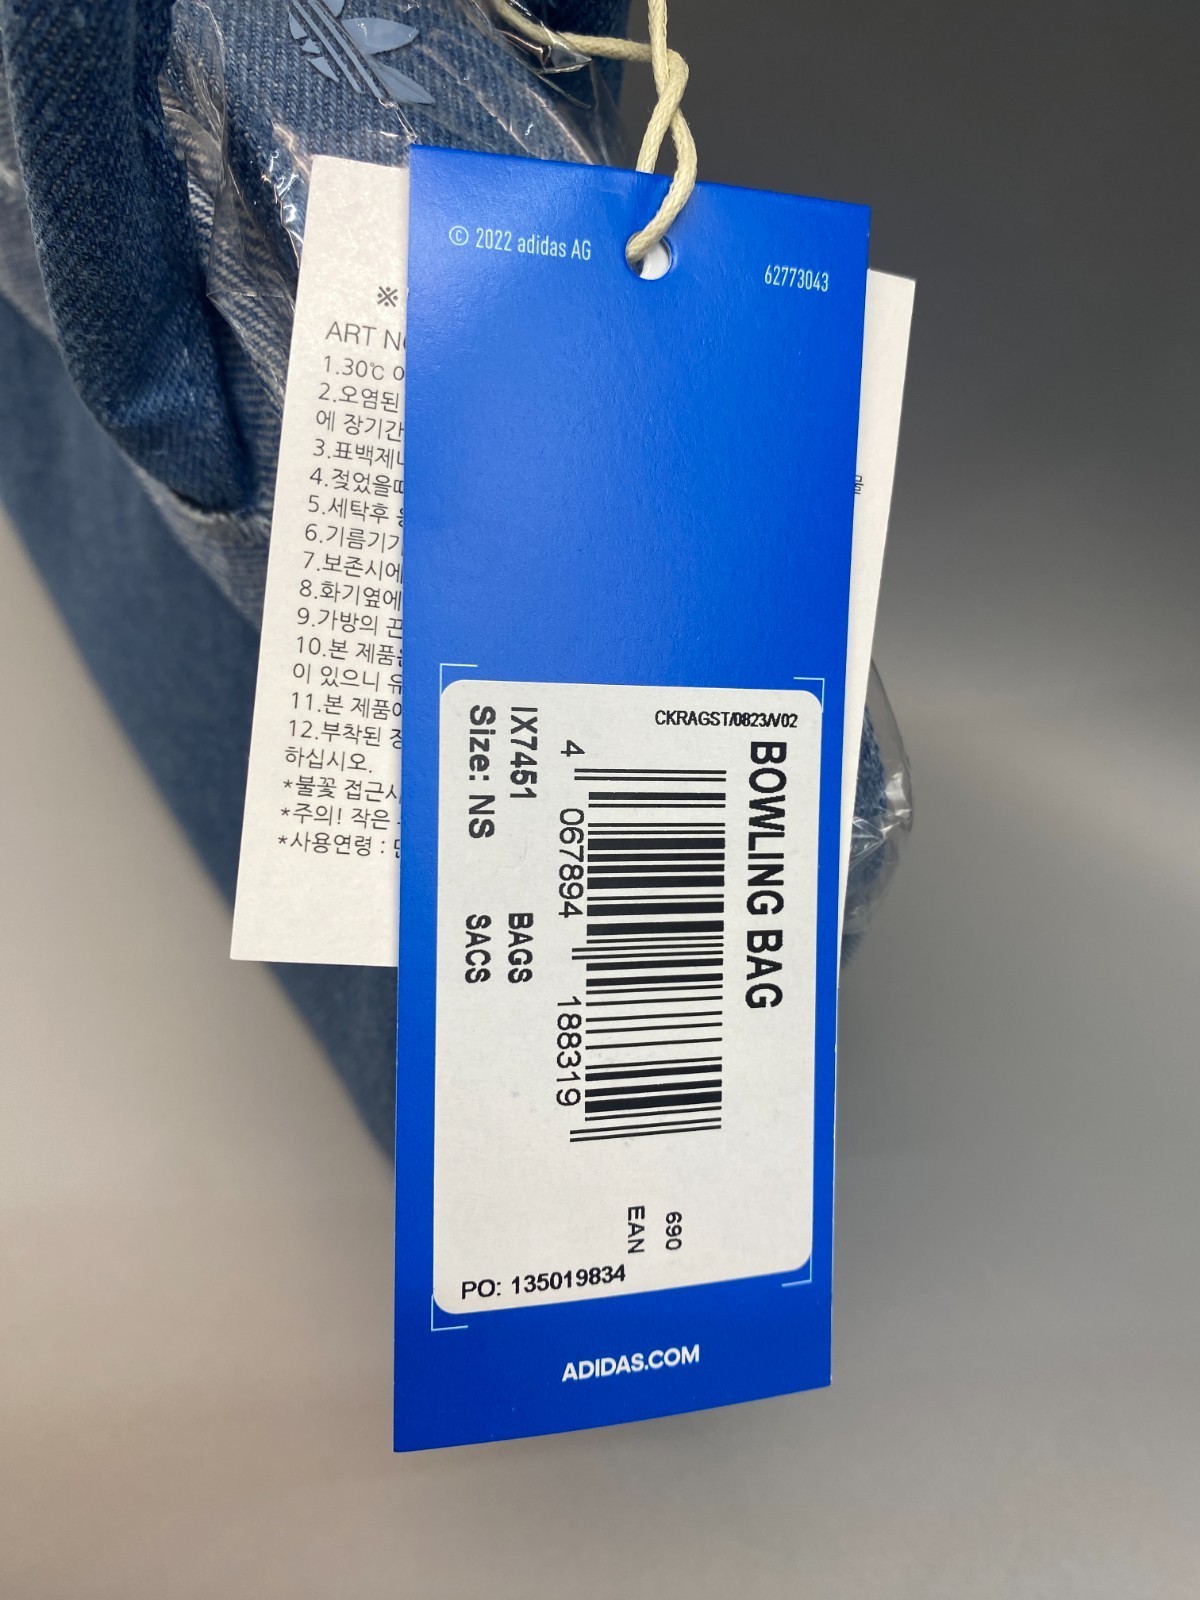 © 2022 adidas AG
62773043
※
ART
1.30℃
2.오염된
에 장기간
3.표백제
4.젖었을
5.세탁후
6.기름기
7.보존시에
8.화기옆에
9.가방의 끈
10.본 제품
이 있으니
11.본 제품
12.부착된
하십시오.
*불꽃 접근시
*주의! 작은
*사용연령 :
CKRAGST/0823/V02
BOWLING BAG
4 067894 188319
IX7451 BAGS
Size: NS SACS
690
EAN
PO: 135019834
ADIDAS.COM